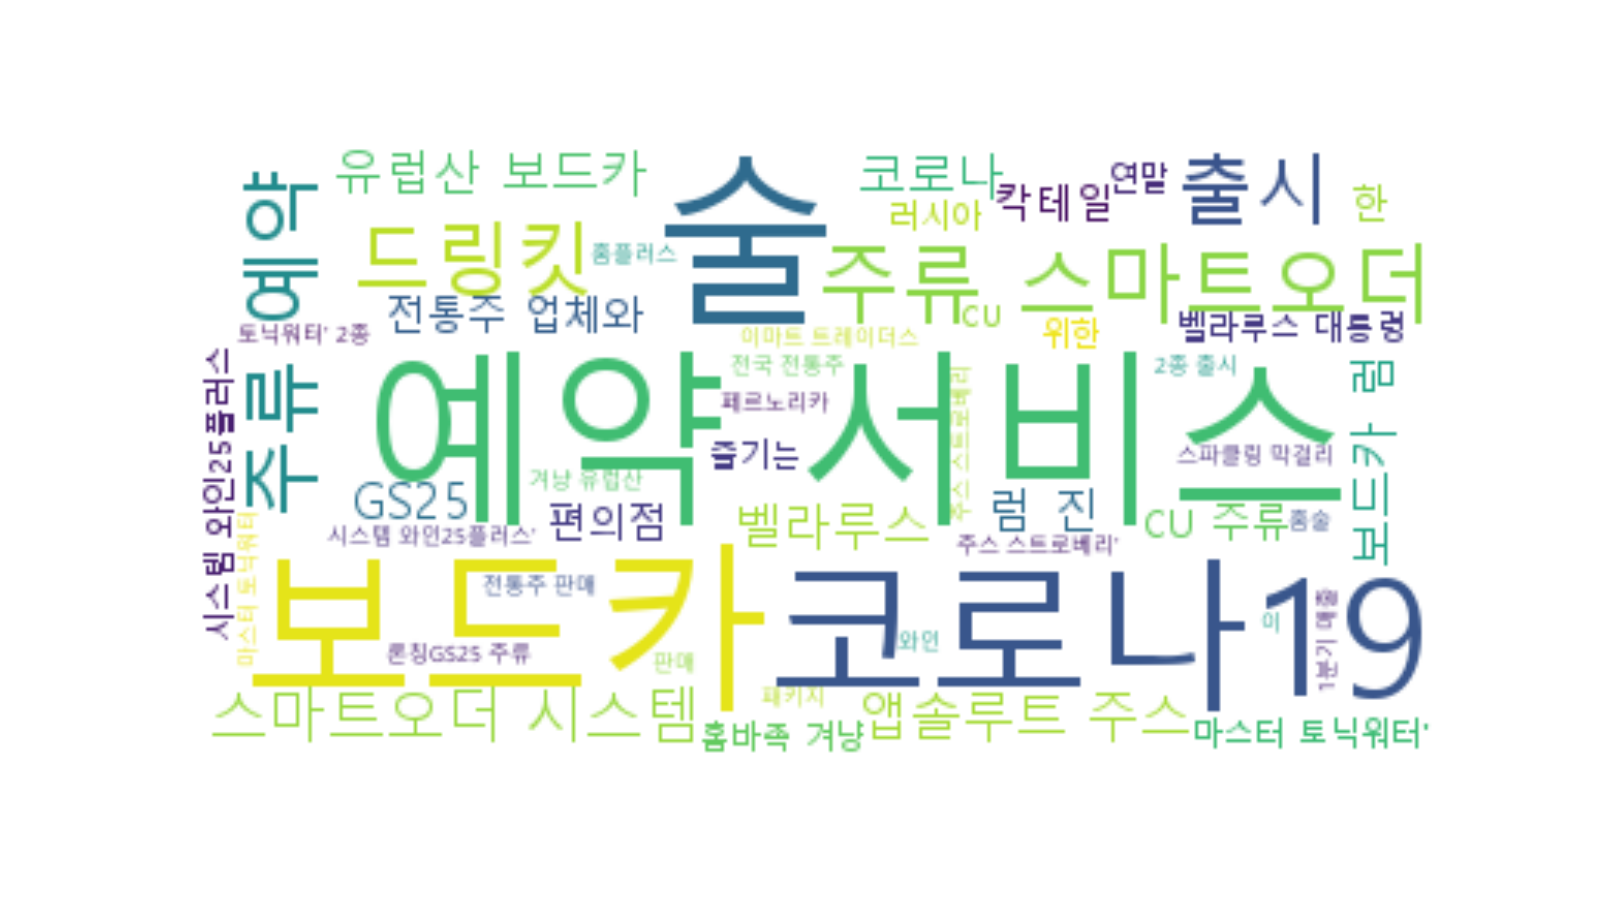 유럽산 보드카
술
코로나
연말
출시
한
칵테일
러시아
예약
드링킷
홈플러스
주류
스마트오더
전통주 업체와
CU
위한
벨라루스 대통령
토닉워터' 2종
이마트 트레이더스
전국 전통주
2종 출시
예약서비스
주류
시스템 와인25플러스
페르노리카
주스 스트로베리
보드카 럼
즐기는
스파클링 막걸리
겨냥 유럽산
GS25
편의점
벨라루스
럼 진
CU 주류
홈술
시스템 와인25플러스'
주스 스트로베리'
마스터 토닉워터
보드카
코로나19
전통주 판매
와인
이
1분기 매출
론칭GS25 주류
판매
패키지
스마트오더 시스템
앱솔루트 주스
홈바족 겨냥
마스터 토닉워터'